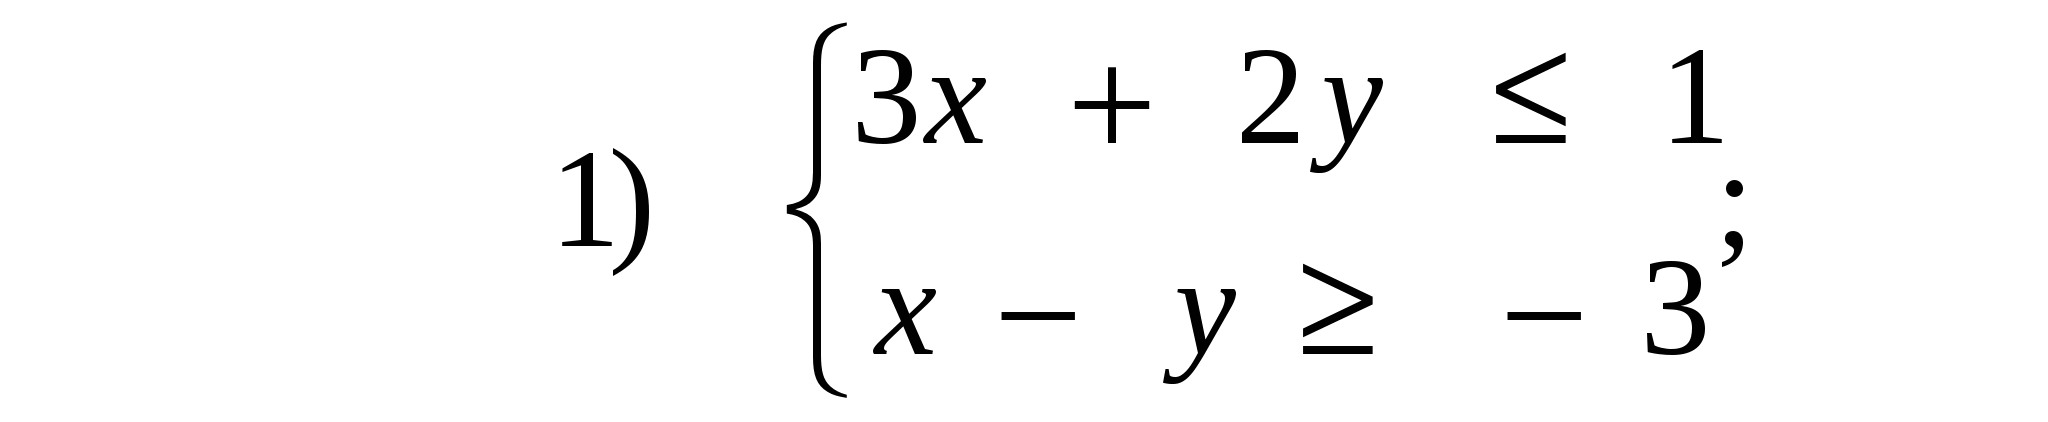 1) { 3x + 2y ≤ 1
x − y ≥ − 3 ;